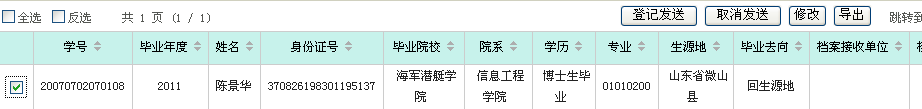 全选 反选 共 1 页 (1 / 1) 登记发送 取消发送 修改 导出 跳转到
学号 毕业年度 姓名 身份证号 毕业院校 院系 学历 专业 生源地 毕业去向 档案接收单位
20070702070108 2011 陈景华 370826198301195137 海军潜艇学院 信息工程学院 博士生毕业 01010200 山东省微山县 回生源地